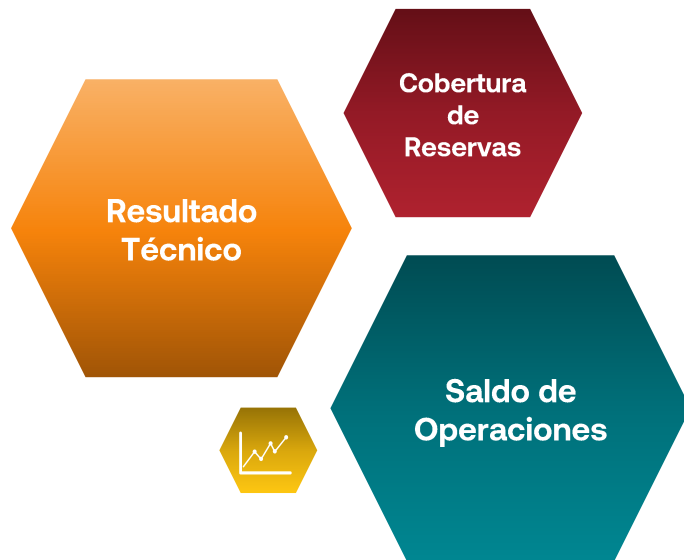 Cobertura
de
Reservas
Resultado
Técnico
Saldo de
Operaciones